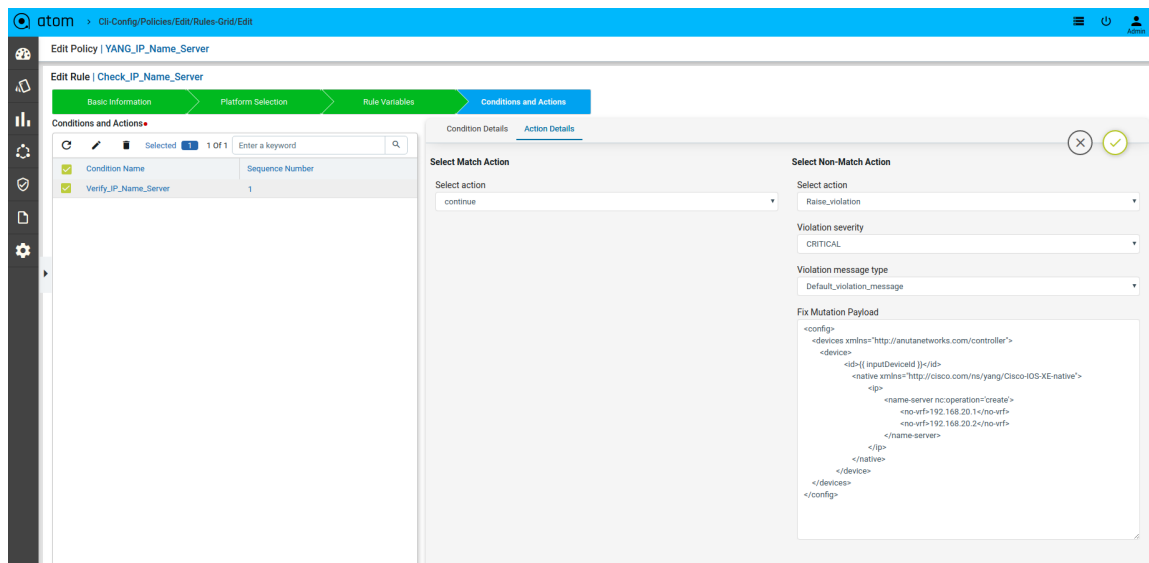 atom > Cli-Config/Policies/Edit/Rules-Grid/Edit
Admin
Edit Policy | YANG_IP_Name_Server
Edit Rule | Check_IP_Name_Server
Basic Information
Platform Selection
Rule Variables
Conditions and Actions
Conditions and Actions
Selected 1 1 Of 1 Enter a keyword
Condition Name Sequence Number
Verify_IP_Name_Server 1
Condition Details Action Details
Select Match Action
Select action
continue
Select Non-Match Action
Select action
Raise_violation
Violation severity
CRITICAL
Violation message type
Default_violation_message
Fix Mutation Payload
<config>
<devices xmlns="http://anutanetworks.com/controller">
<device>
<id>{{ inputDeviceId }}</id>
<native xmlns="http://cisco.com/ns/yang/Cisco-IOS-XE-native">
<ip>
<name-server nc:operation='create'>
<no-vrf>192.168.20.1</no-vrf>
<no-vrf>192.168.20.2</no-vrf>
</name-server>
</ip>
</native>
</device>
</devices>
</config>